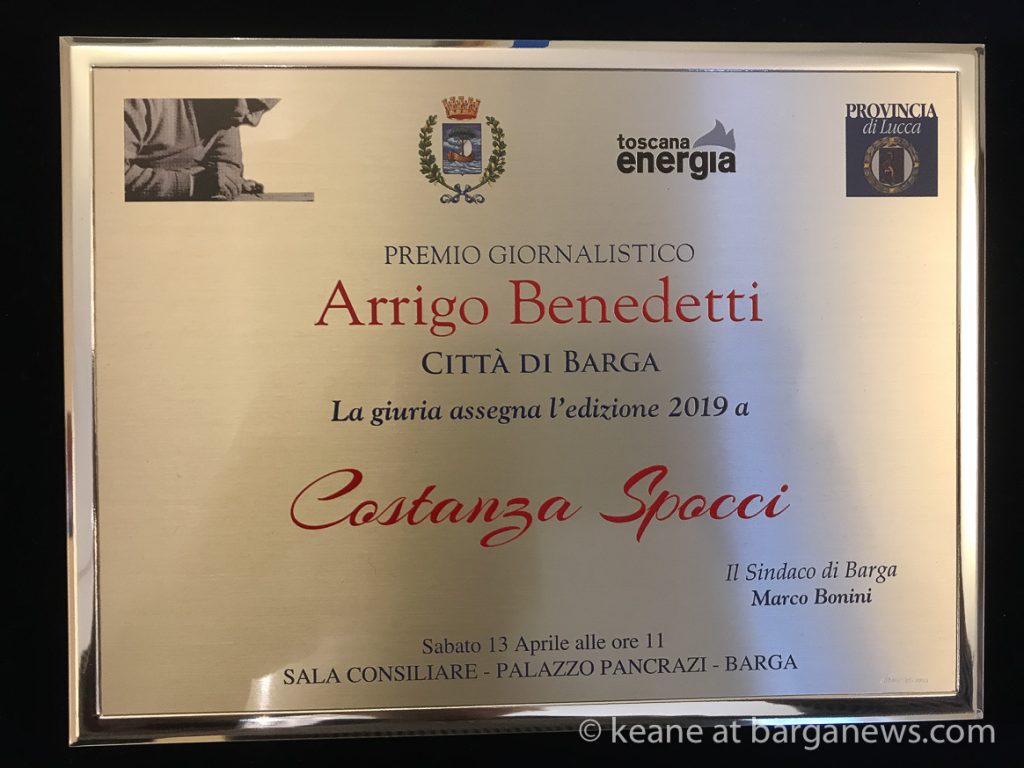 toscana
energia
PROVINCIA
di Lucca
PREMIO GIORNALISTICO
Arrigo Benedetti
CITTÀ DI BARGA
La giuria assegna l'edizione 2019 a
Costanza Spocci
Il Sindaco di Barga
Marco Bonini
Sabato 13 Aprile alle ore 11
SALA CONSILIARE - PALAZZO PANCRAZI - BARGA
© keane at barganews.com